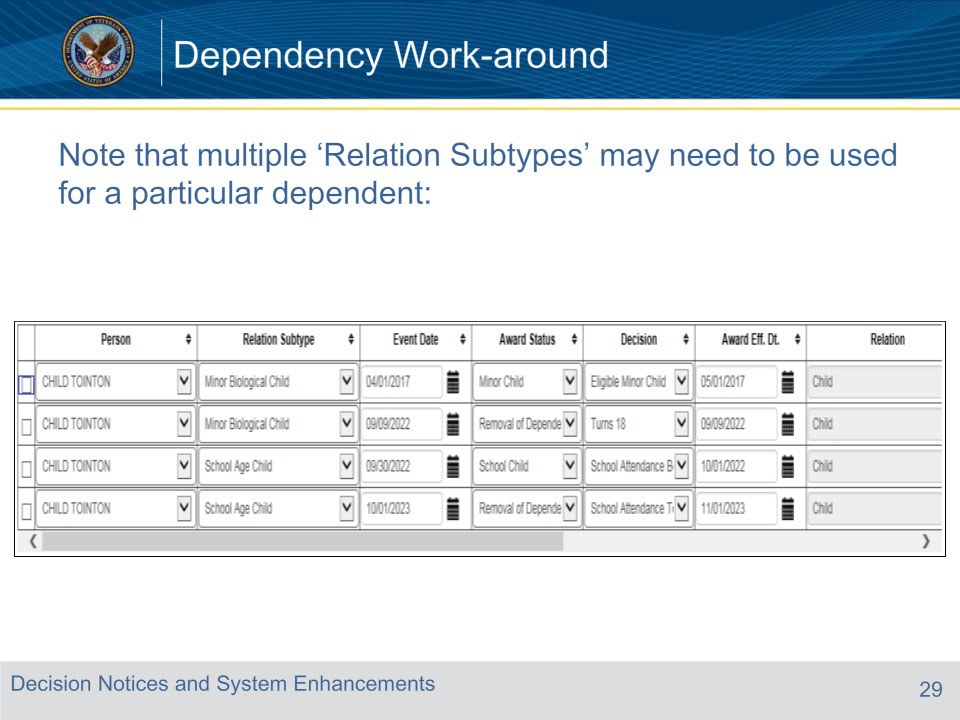 Dependency Work-around
Note that multiple ‘Relation Subtypes’ may need to be used
for a particular dependent:
Person Relation Subtype Event Date Award Status Decision Award Eff. Dt. Relation
CHILD TOINTON Minor Biological Child 04/01/2017 Minor Child Eligible Minor Child 05/01/2017 Child
CHILD TOINTON Minor Biological Child 09/09/2022 Removal of Depende Turns 18 09/09/2022 Child
CHILD TOINTON School Age Child 09/30/2022 School Child School Attendance B 10/01/2022 Child
CHILD TOINTON School Age Child 10/01/2023 Removal of Depende School Attendance T 11/01/2023 Child
Decision Notices and System Enhancements
29